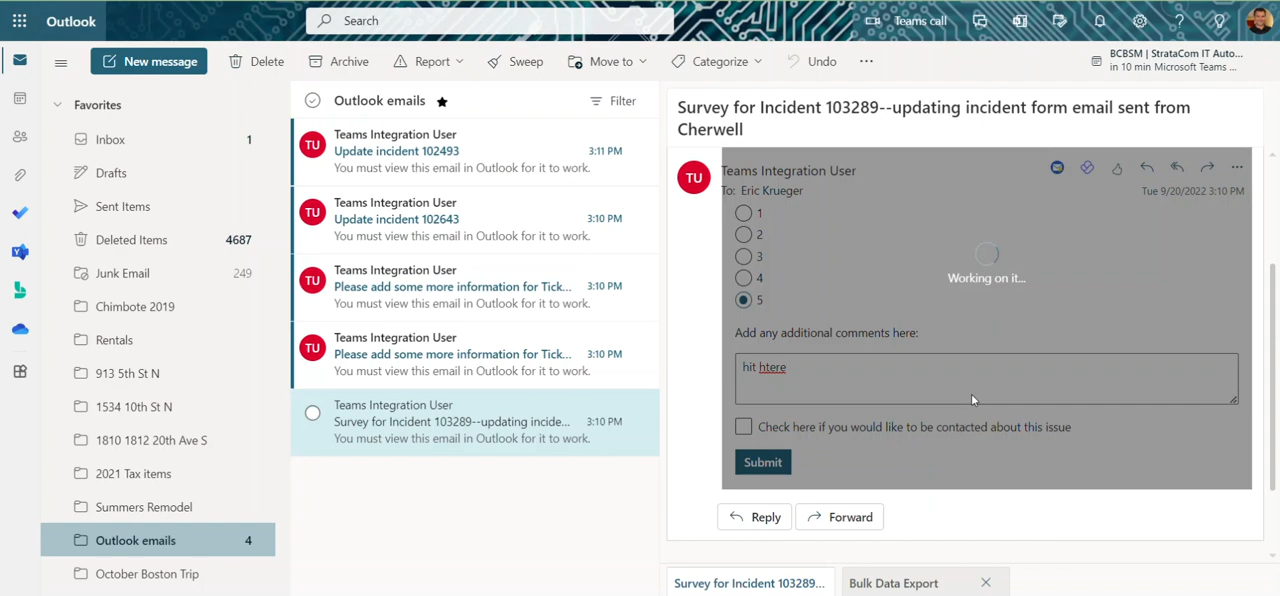 Outlook
Search
Teams call
New message
Delete
Archive
Report
Sweep
Move to
Categorize
Undo
BCBSM | StrataCom IT Auto...
in 10 min Microsoft Teams ...
Favorites
Inbox 1
Drafts
Sent Items
Deleted Items 4687
Junk Email 249
Chimbote 2019
Rentals
913 5th St N
1534 10th St N
1810 1812 20th Ave S
2021 Tax items
Summers Remodel
Outlook emails 4
October Boston Trip
Outlook emails
Filter
TU
Teams Integration User
Update incident 102493 3:11 PM
You must view this email in Outlook for it to work.
TU
Teams Integration User
Update incident 102643 3:10 PM
You must view this email in Outlook for it to work.
TU
Teams Integration User
Please add some more information for Tick... 3:10 PM
You must view this email in Outlook for it to work.
TU
Teams Integration User
Please add some more information for Tick... 3:10 PM
You must view this email in Outlook for it to work.
Teams Integration User
Survey for Incident 103289--updating incide... 3:10 PM
You must view this email in Outlook for it to work.
Survey for Incident 103289--updating incident form email sent from
Cherwell
TU
Teams Integration User
To: Eric Krueger
Tue 9/20/2022 3:10 PM
1
2
3
4
5
Working on it...
Add any additional comments here:
hit htere
Check here if you would like to be contacted about this issue
Submit
Reply
Forward
Survey for Incident 103289...
Bulk Data Export